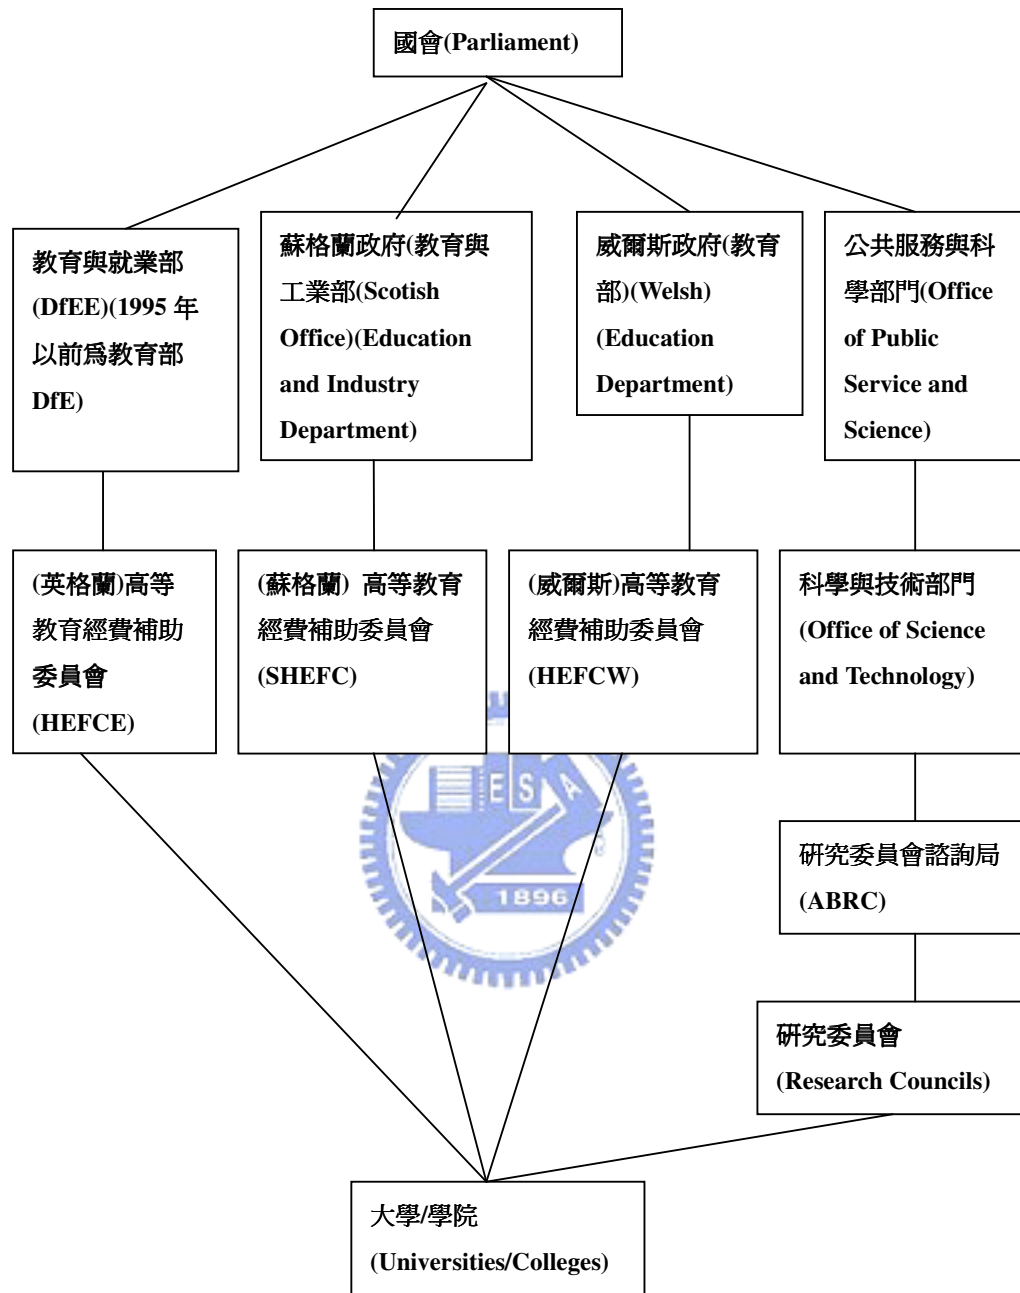 國會(Parliament)
教育與就業部
(DfEE)(1995 年
以前為教育部
DfE)
蘇格蘭政府(教育與
工業部(Scotish
Office)(Education
and Industry
Department)
威爾斯政府(教育
部)(Welsh)
(Education
Department)
公共服務與科
學部門(Office
of Public
Service and
Science)
(英格蘭)高等
教育經費補助
委員會
(HEFCE)
(蘇格蘭) 高等教育
經費補助委員會
(SHEFC)
(威爾斯)高等教育
經費補助委員會
(HEFCW)
科學與技術部門
(Office of Science
and Technology)
E S A
1896
研究委員會諮詢局
(ABRC)
研究委員會
(Research Councils)
大學/學院
(Universities/Colleges)